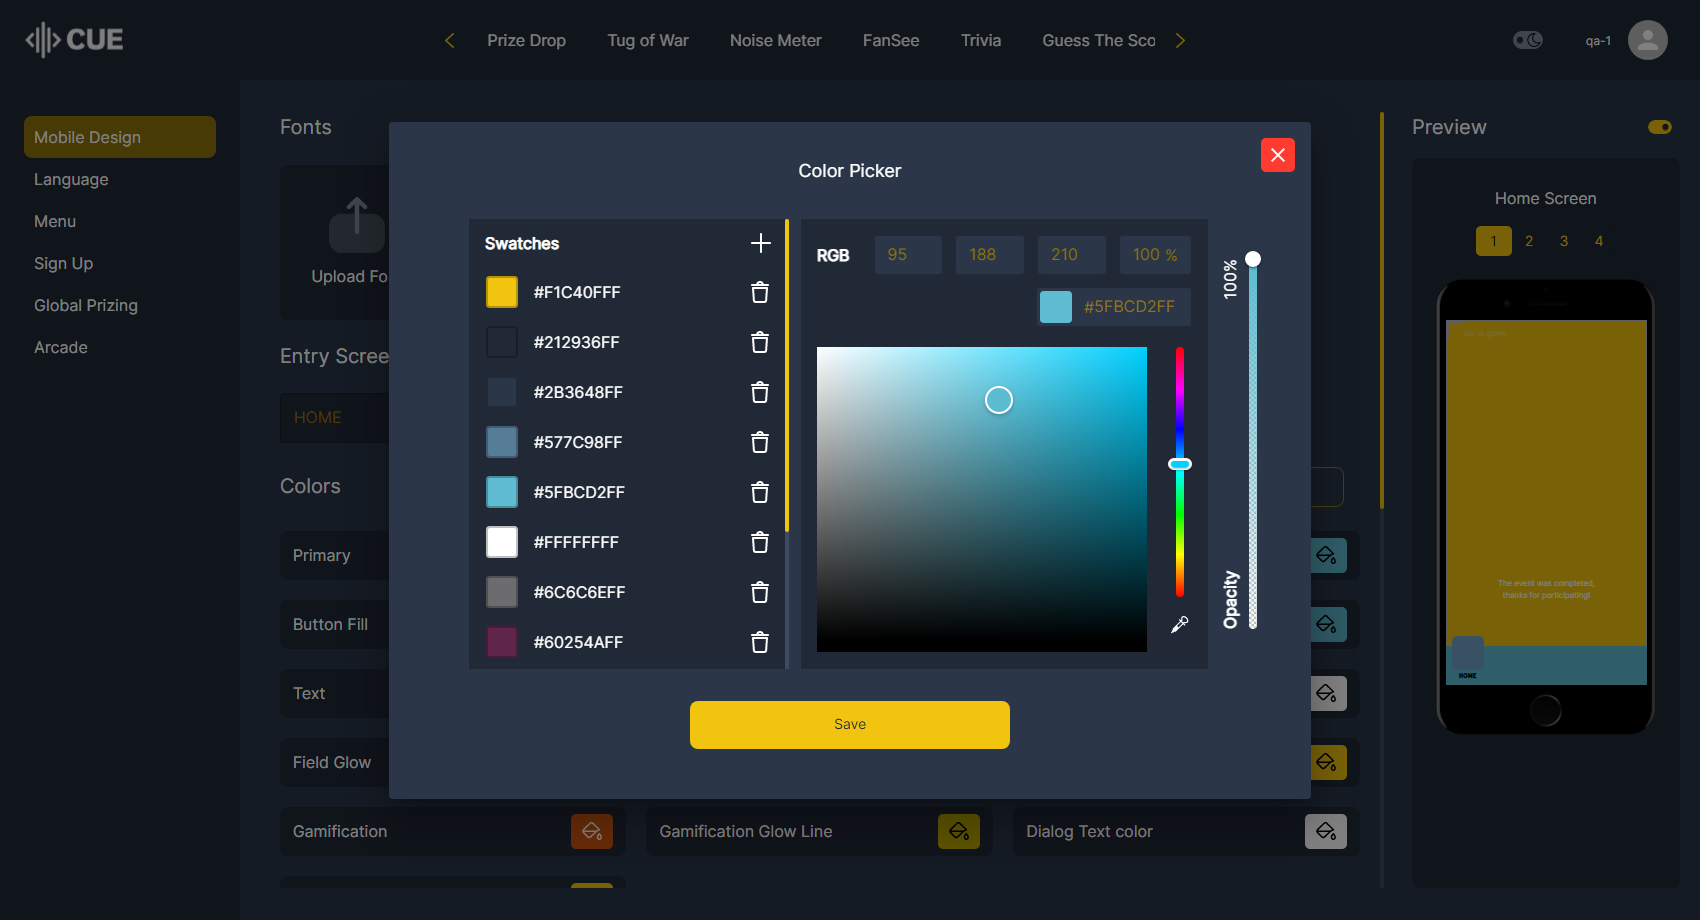 CUE
Prize Drop
Tug of War
Noise Meter
FanSee
Trivia
Guess The Sco
qa-1
Mobile Design
Language
Menu
Sign Up
Global Prizing
Arcade
Fonts
Upload Fo
Entry Scree
HOME
Colors
Primary
Button Fill
Text
Field Glow
Gamification
Gamification Glow Line
Dialog Text color
Color Picker
Swatches
#F1C40FFF
#212936FF
#2B3648FF
#577C98FF
#5FBCD2FF
#FFFFFFFF
#6C6C6EFF
#60254AFF
RGB
95
188
210
100 %
#5FBCD2FF
100%
Opacity
Save
Preview
Home Screen
1
2
3
4
The event was completed,
thanks for participating!
HOME